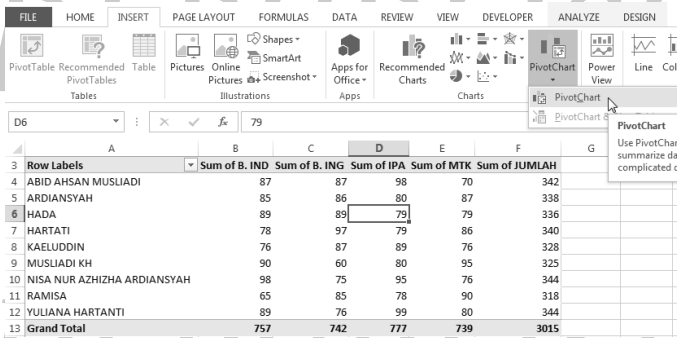 FILE HOME INSERT PAGE LAYOUT FORMULAS DATA REVIEW VIEW DEVELOPER ANALYZE DESIGN
PivotTable Recommended PivotTables Table
Tables
Pictures Online Pictures
Shapes
SmartArt
Screenshot
Illustrations
Apps for Office
Apps
Recommended Charts
Charts
PivotChart
Power View
Line
PivotChart
PivotChart &
PivotChart
Use PivotChar
summarize da
complicated d
D6 fx 79
A B C D E F G
3 Row Labels Sum of B. IND Sum of B. ING Sum of IPA Sum of MTK Sum of JUMLAH
4 ABID AHSAN MUSLIADI 87 87 98 70 342
5 ARDIANSYAH 85 86 80 87 338
6 HADA 89 89 79 79 336
7 HARTATI 78 97 79 86 340
8 KAELUDDIN 76 87 89 76 328
9 MUSLIADI KH 90 60 80 95 325
10 NISA NUR AZHIZHA ARDIANSYAH 98 75 95 76 344
11 RAMISA 65 85 78 90 318
12 YULIANA HARTANTI 89 76 99 80 344
13 Grand Total 757 742 777 739 3015